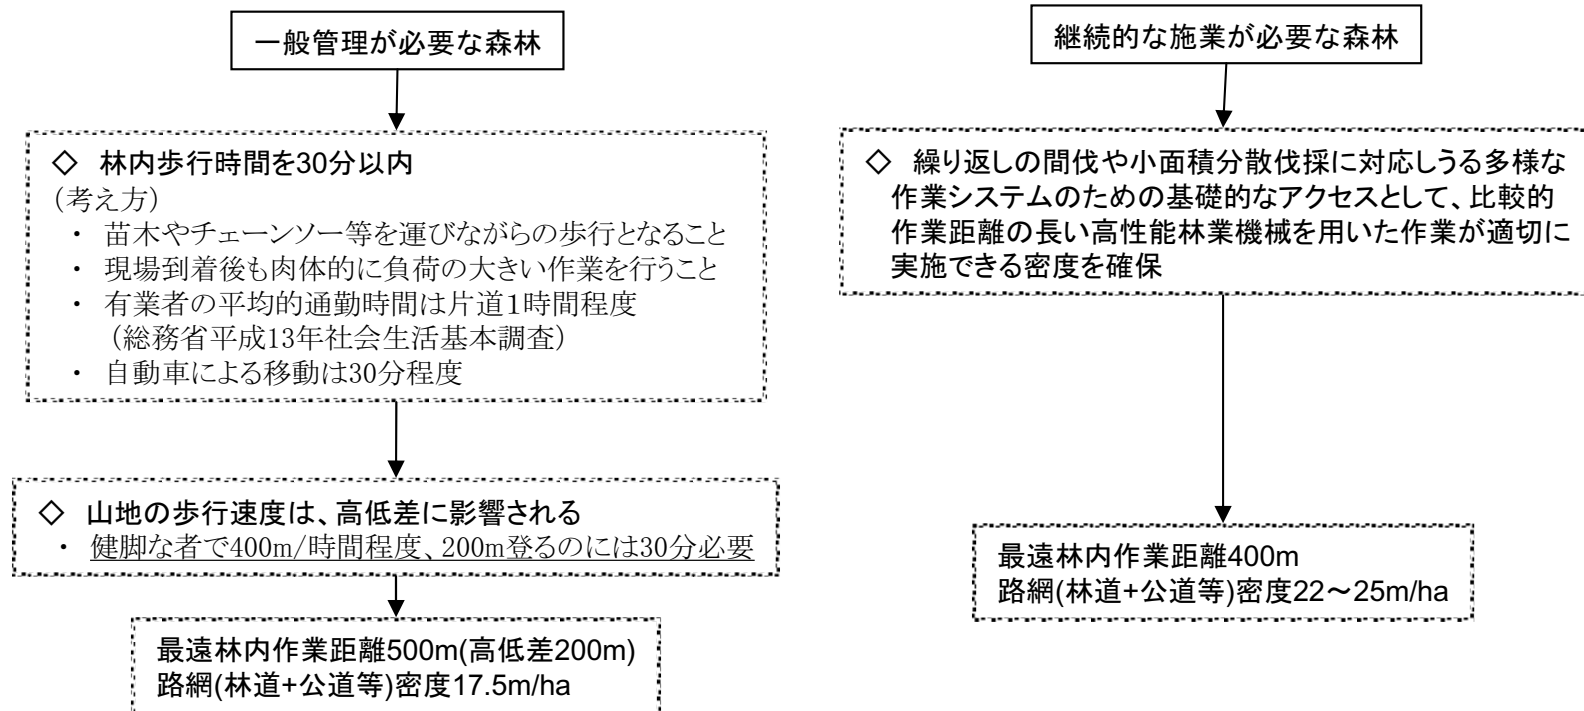 一般管理が必要な森林
◇ 林内歩行時間を30分以内
（考え方）
・ 苗木やチェーンソー等を運びながらの歩行となること
・ 現場到着後も肉体的に負荷の大きい作業を行うこと
・ 有業者の平均的通勤時間は片道１時間程度
（総務省平成13年社会生活基本調査）
・ 自動車による移動は30分程度
◇ 山地の歩行速度は、高低差に影響される
・ 健脚な者で400m/時間程度、200m登るのには30分必要
最遠林内作業距離500m(高低差200m)
路網(林道+公道等)密度17.5m/ha
継続的な施業が必要な森林
◇ 繰り返しの間伐や小面積分散伐採に対応しうる多様な
作業システムのための基礎的なアクセスとして、比較的
作業距離の長い高性能林業機械を用いた作業が適切に
実施できる密度を確保
最遠林内作業距離400m
路網(林道+公道等)密度22～25m/ha